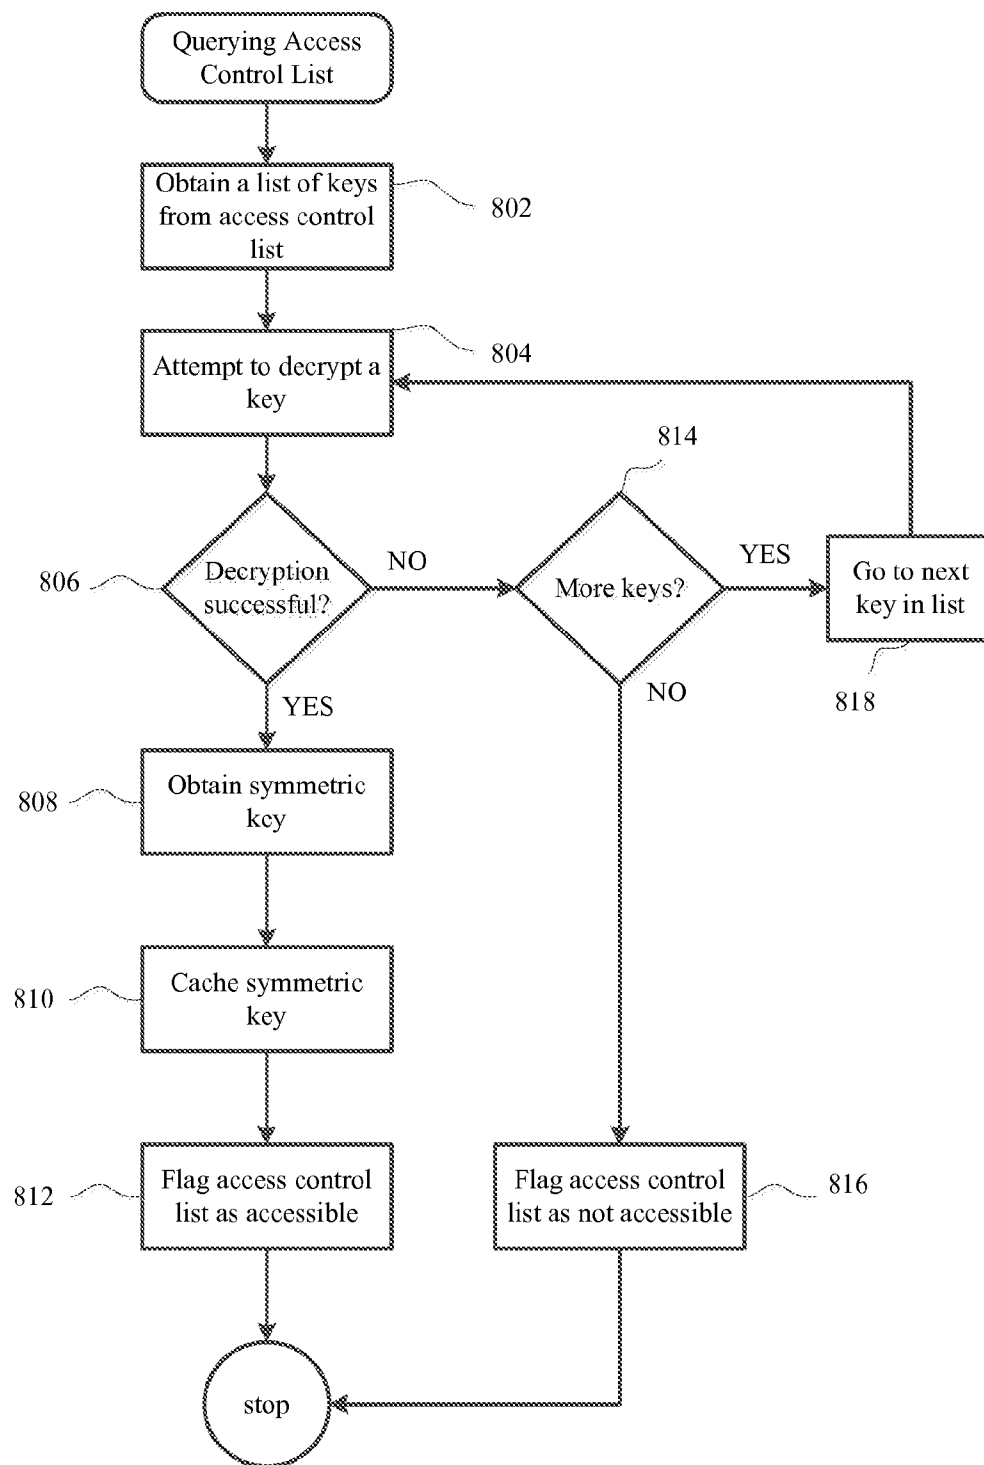 Querying Access
Control List
Obtain a list of keys
from access control
list
802
Attempt to decrypt a
key
804
814
806
Decryption
successful?
NO
More keys?
YES
Go to next
key in list
818
YES
NO
808
Obtain symmetric
key
810
Cache symmetric
key
812
Flag access control
list as accessible
Flag access control
list as not accessible
816
stop